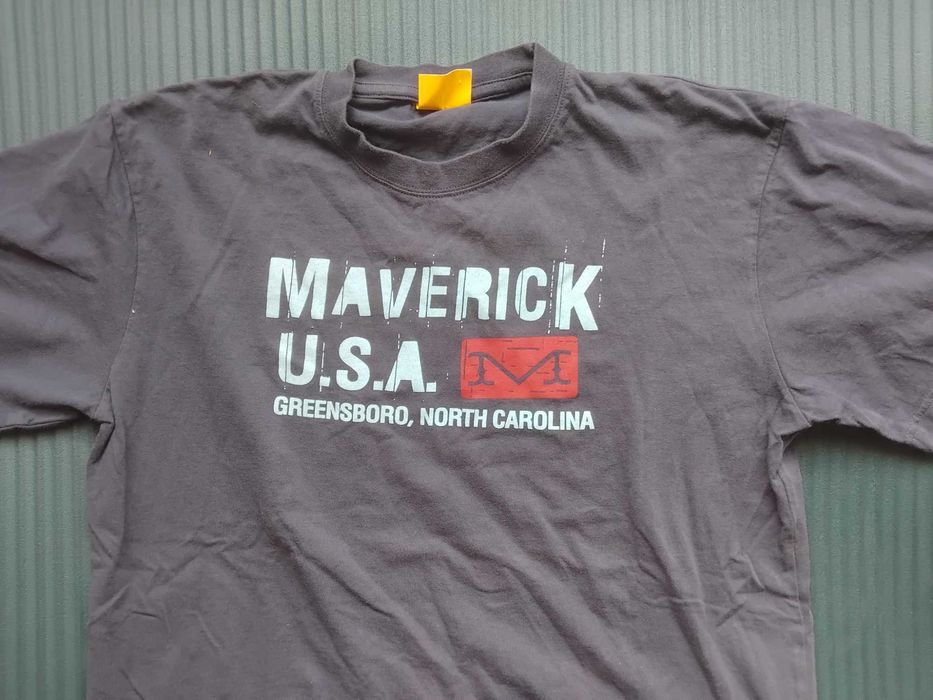 MAVERICK
U.S.A. M
GREENSBORO, NORTH CAROLINA